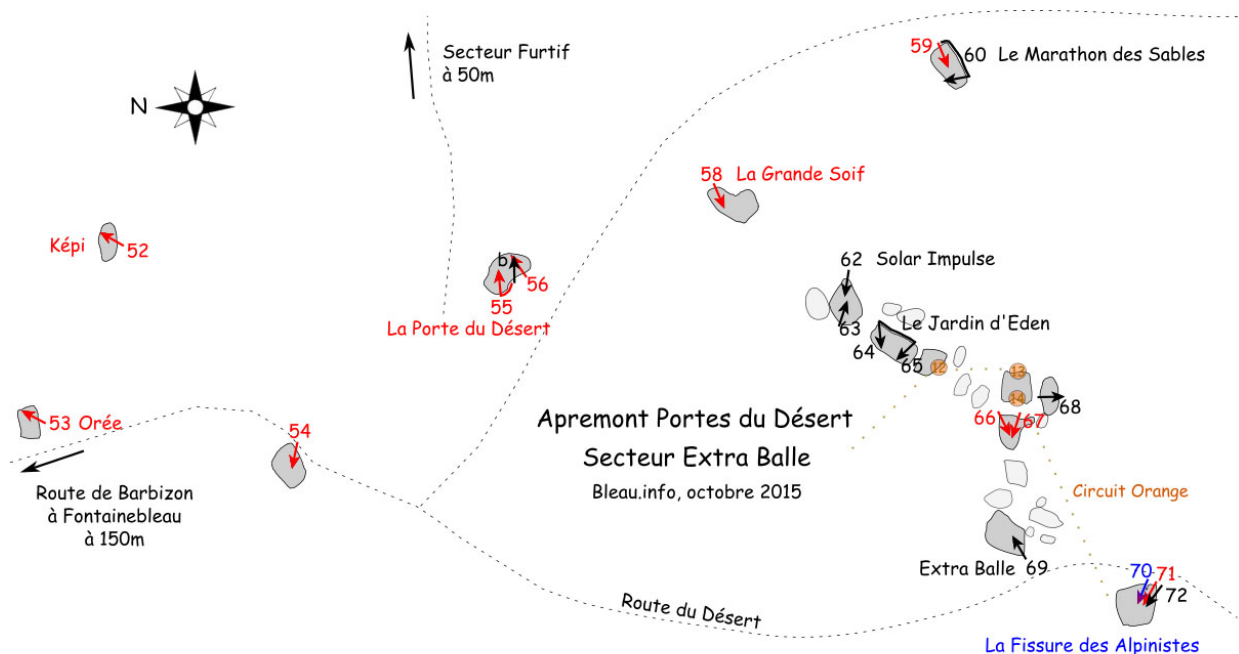 Secteur Furtif
à 50m
59
60 Le Marathon des Sables
N
58 La Grande Soif
Képi
52
b
56
55
La Porte du Désert
62 Solar Impulse
63
Le Jardin d'Eden
64
65
12
13
14
68
66
67
53 Orée
54
Apremont Portes du Désert
Secteur Extra Balle
Bleau.info, octobre 2015
Route de Barbizon
à Fontainebleau
à 150m
Circuit Orange
Extra Balle 69
Route du Désert
70
71
72
La Fissure des Alpinistes